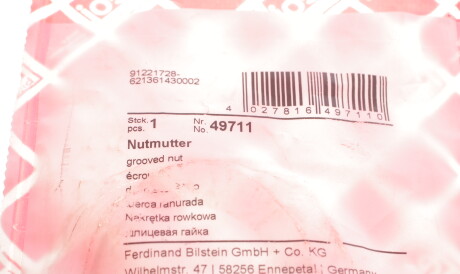 91221728-
621361430002
4 027816 497110
Stck. pcs. 1 Nr. No. 49711
Nutmutter
grooved nut
écrou
ranurada
Nakrętka rowkowa
шлицевая гайка
Ferdinand Bilstein GmbH + Co. KG
Wilhelmstr. 47 | 58256 Ennepetal | Germany